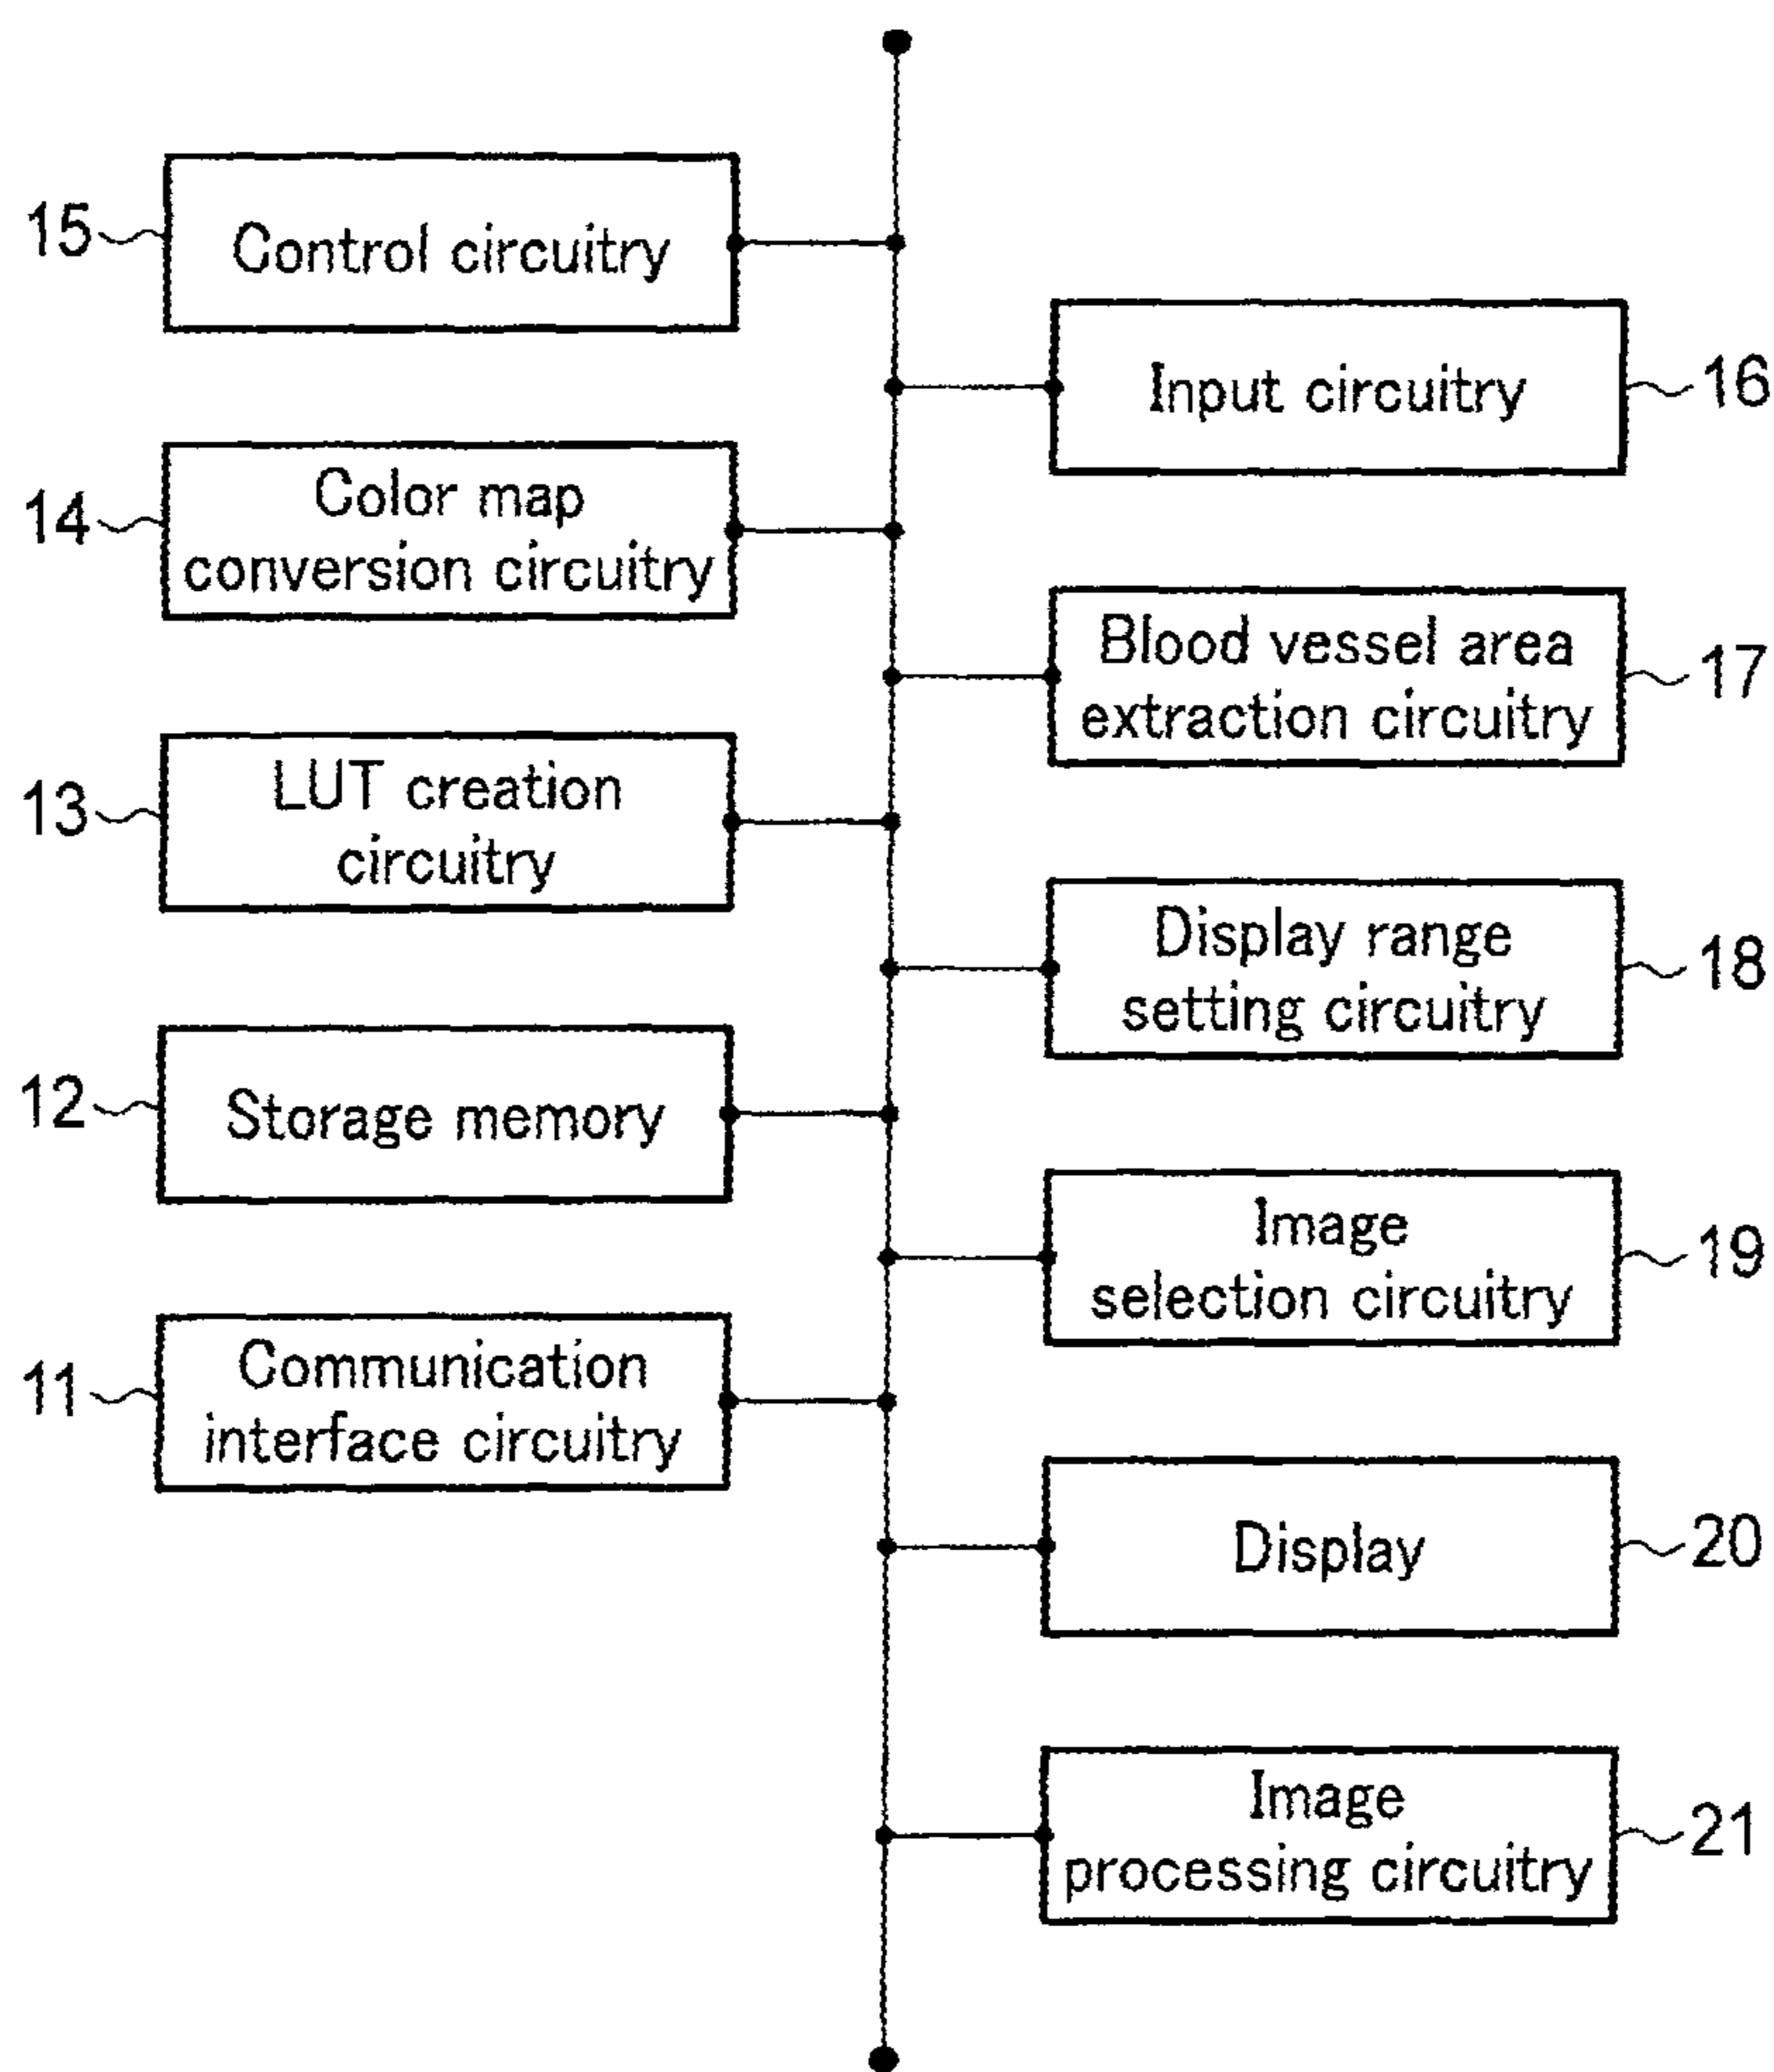 15
Control circuitry
Input circuitry
16
14
Color map
conversion circuitry
Blood vessel area
extraction circuitry
17
13
LUT creation
circuitry
Display range
setting circuitry
18
12
Storage memory
Image
selection circuitry
19
11
Communication
interface circuitry
Display
20
Image
processing circuitry
21